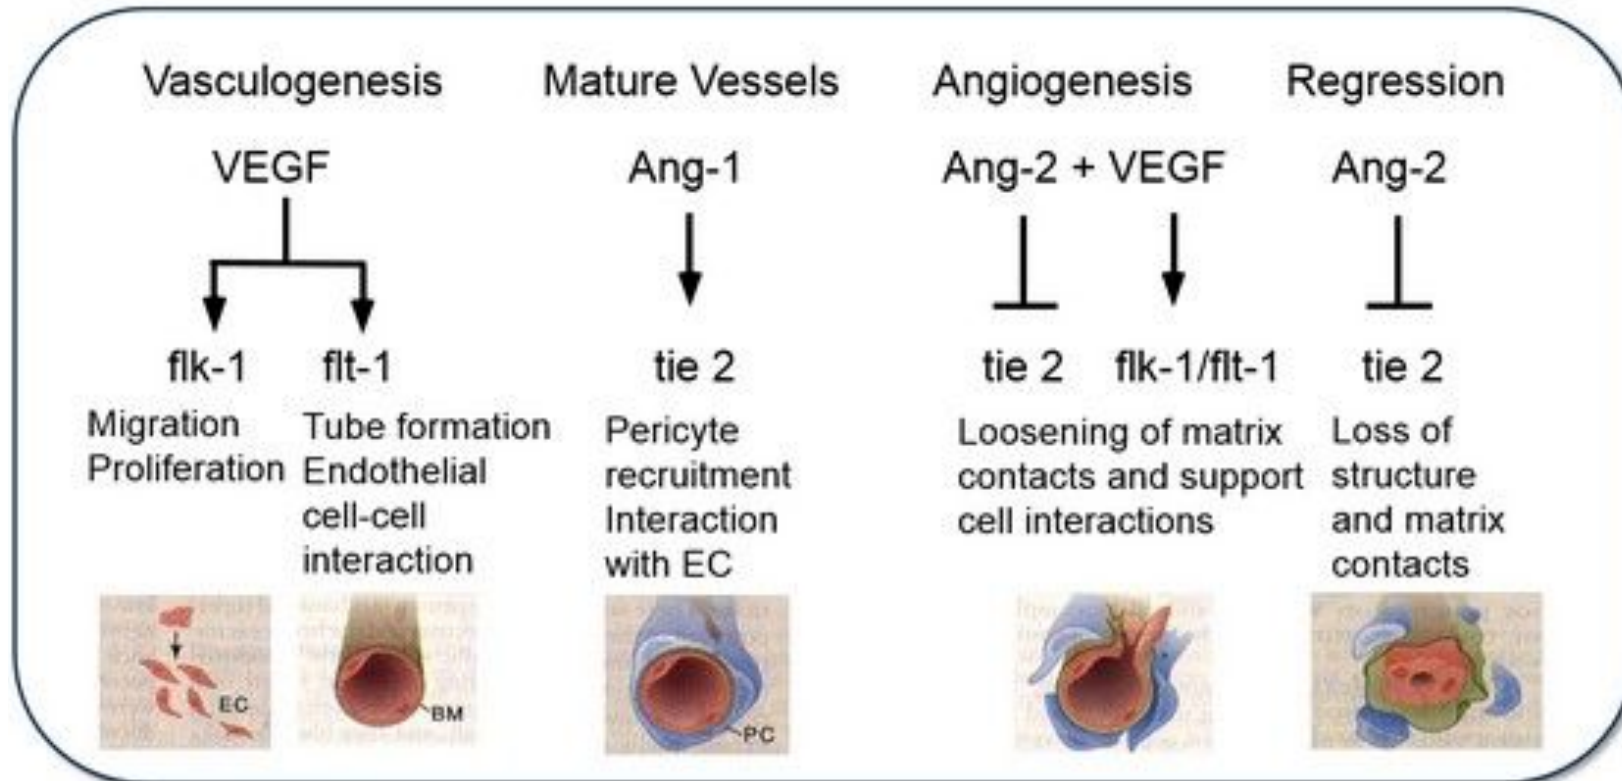 Vasculogenesis
VEGF
flk-1
Migration
Proliferation
flt-1
Tube formation
Endothelial
cell-cell
interaction
EC
BM
Mature Vessels
Ang-1
tie 2
Pericyte
recruitment
Interaction
with EC
PC
Angiogenesis
Ang-2 + VEGF
tie 2
flk-1/flt-1
Loosening of matrix
contacts and support
cell interactions
Regression
Ang-2
tie 2
Loss of
structure
and matrix
contacts